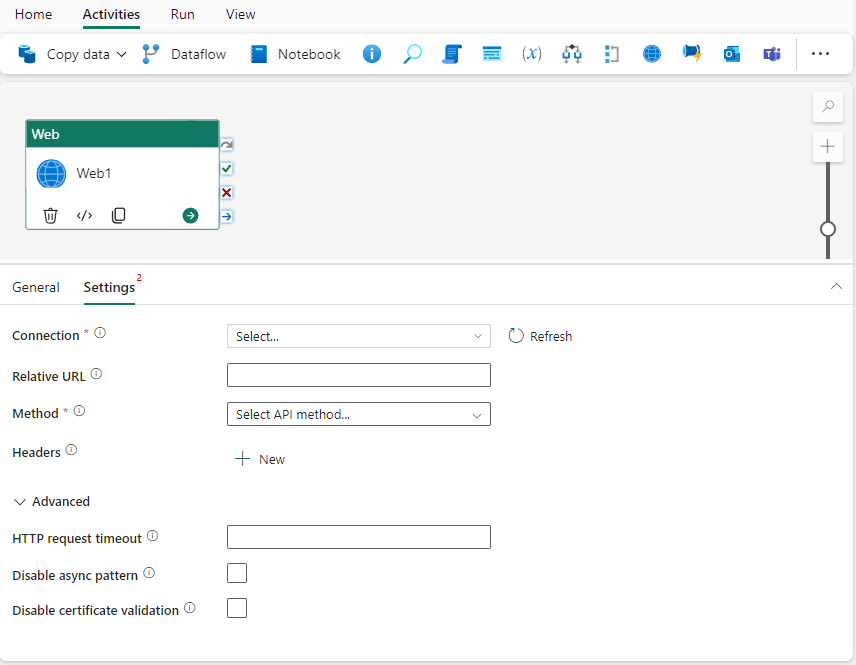 Home Activities Run View
Copy data Dataflow Notebook (x) ...
Web
Web1
General Settings 2
Connection * Select... Refresh
Relative URL
Method * Select API method...
Headers
New
Advanced
HTTP request timeout
Disable async pattern
Disable certificate validation